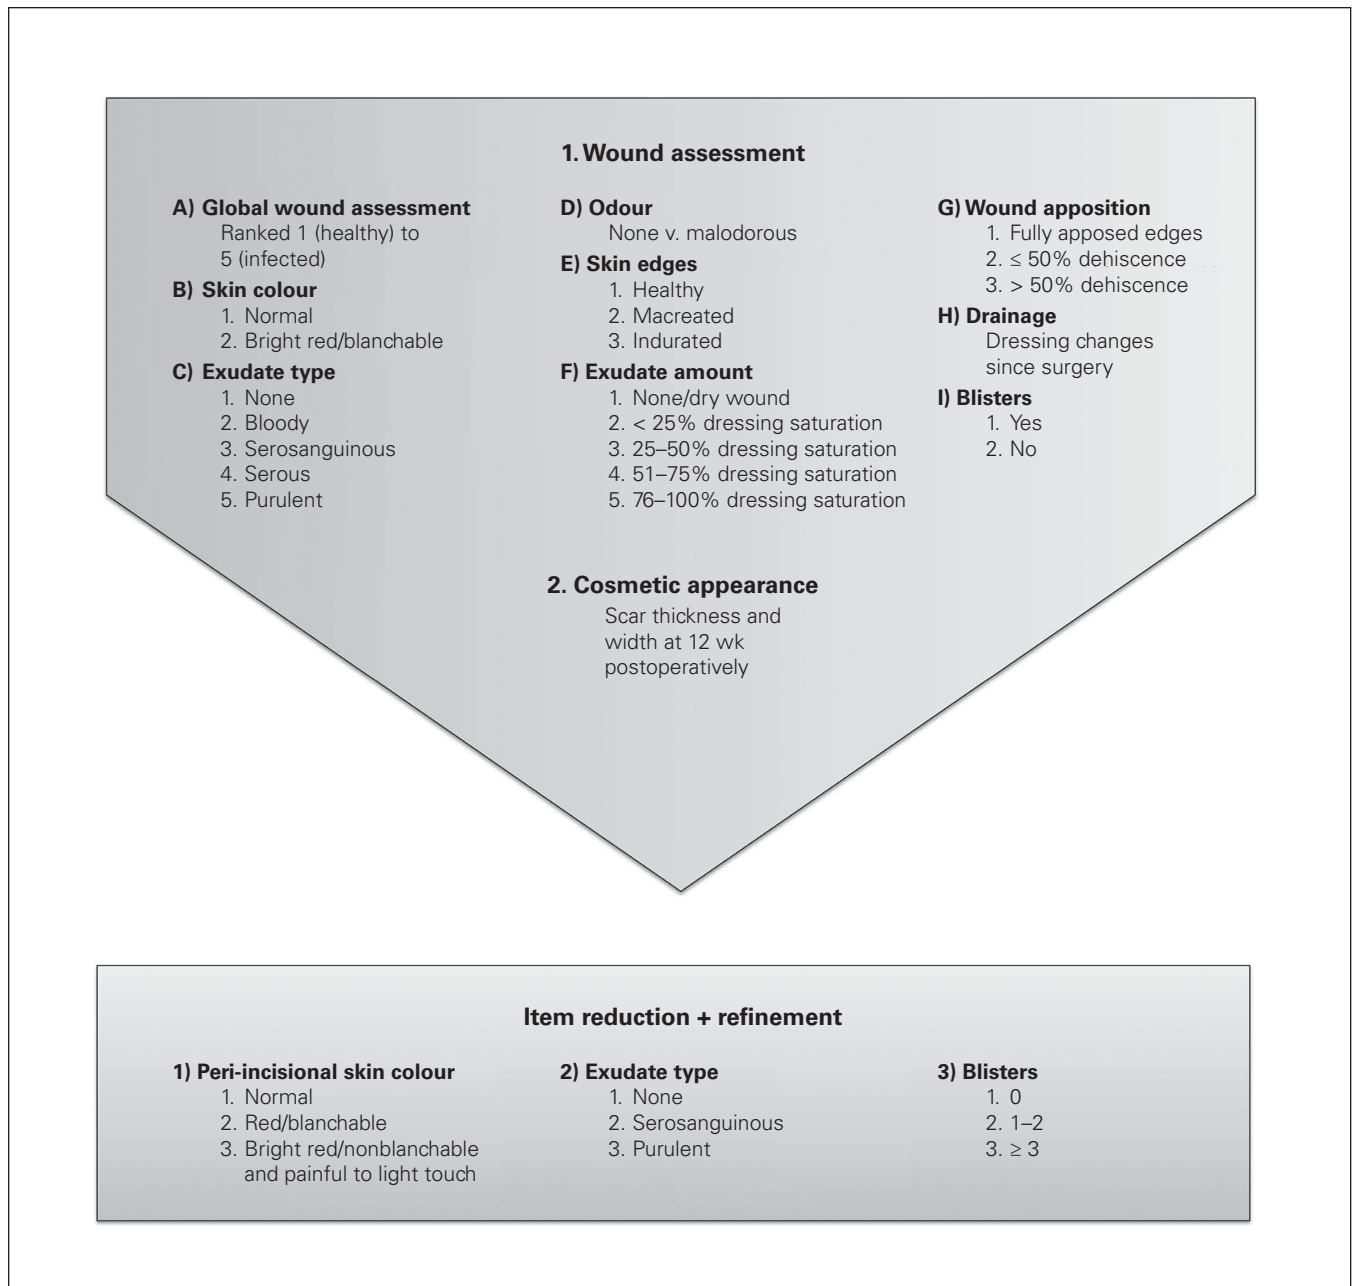 1. Wound assessment
A) Global wound assessment
Ranked 1 (healthy) to
5 (infected)
B) Skin colour
1. Normal
2. Bright red/blanchable
C) Exudate type
1. None
2. Bloody
3. Serosanguinous
4. Serous
5. Purulent
D) Odour
None v. malodorous
E) Skin edges
1. Healthy
2. Macreated
3. Indurated
F) Exudate amount
1. None/dry wound
2. < 25% dressing saturation
3. 25–50% dressing saturation
4. 51–75% dressing saturation
5. 76–100% dressing saturation
G) Wound apposition
1. Fully apposed edges
2. ≤ 50% dehiscence
3. > 50% dehiscence
H) Drainage
Dressing changes
since surgery
I) Blisters
1. Yes
2. No
2. Cosmetic appearance
Scar thickness and
width at 12 wk
postoperatively
Item reduction + refinement
1) Peri-incisional skin colour
1. Normal
2. Red/blanchable
3. Bright red/nonblanchable
and painful to light touch
2) Exudate type
1. None
2. Serosanguinous
3. Purulent
3) Blisters
1. 0
2. 1–2
3. ≥ 3